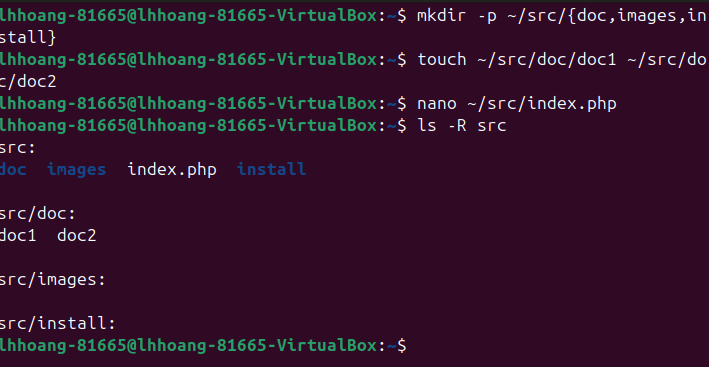 lhhoang-81665@lhhoang-81665-VirtualBox:~$ mkdir -p ~/src/{doc,images,in
stall}
lhhoang-81665@lhhoang-81665-VirtualBox:~$ touch ~/src/doc/doc1 ~/src/do
c/doc2
lhhoang-81665@lhhoang-81665-VirtualBox:~$ nano ~/src/index.php
lhhoang-81665@lhhoang-81665-VirtualBox:~$ ls -R src
src:
doc  images  index.php  install

src/doc:
doc1  doc2

src/images:

src/install:
lhhoang-81665@lhhoang-81665-VirtualBox:~$